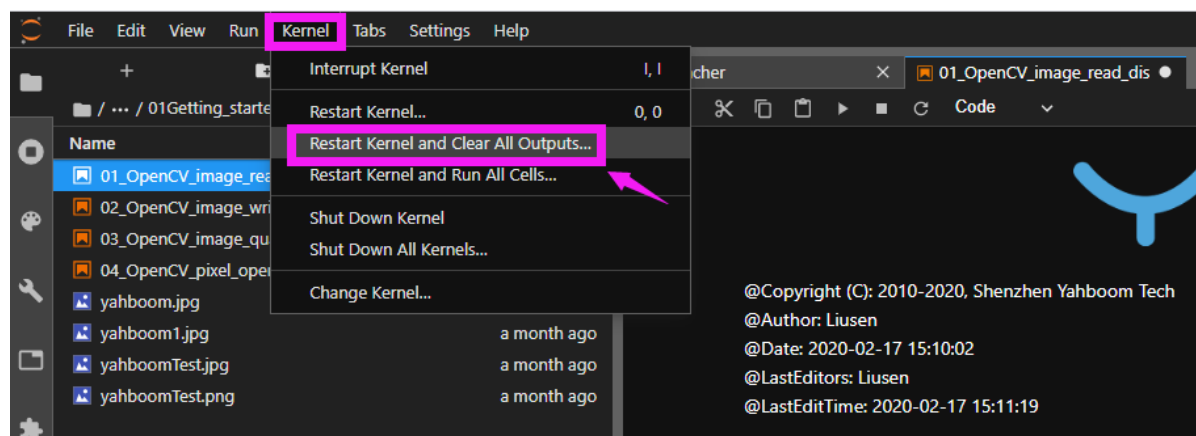 File Edit View Run Kernel Tabs Settings Help
Interrupt Kernel I, I
Restart Kernel... 0, 0
Restart Kernel and Clear All Outputs...
Restart Kernel and Run All Cells...
Shut Down Kernel
Shut Down All Kernels...
Change Kernel...
/ ··· / 01Getting_starte
Name
01_OpenCV_image_rea
02_OpenCV_image_wri
03_OpenCV_image_qu
04_OpenCV_pixel_oper
yahboom.jpg
yahboom1.jpg a month ago
yahboomTest.jpg a month ago
yahboomTest.png a month ago
cher
01_OpenCV_image_read_dis
Code
@Copyright (C): 2010-2020, Shenzhen Yahboom Tech
@Author: Liusen
@Date: 2020-02-17 15:10:02
@LastEditors: Liusen
@LastEditTime: 2020-02-17 15:11:19